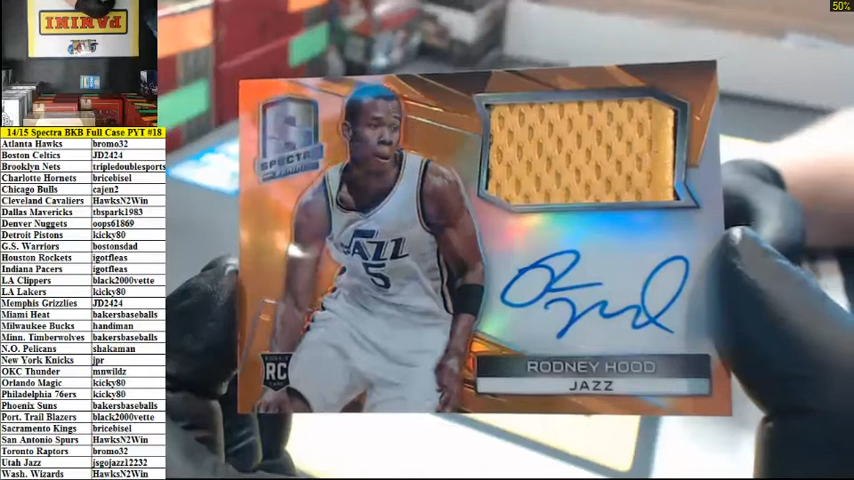 50%
PANINI
14/15 Spectra BKB Full Case PYT #18
Atlanta Hawks bromo32
Boston Celtics JD2424
Brooklyn Nets tripledoublesports
Charlotte Hornets bricebisel
Chicago Bulls cajen2
Cleveland Cavaliers HawksN2Win
Dallas Mavericks tbspark1983
Denver Nuggets oops61869
Detroit Pistons kicky80
G.S. Warriors bostonsdad
Houston Rockets igotfleas
Indiana Pacers igotfleas
LA Clippers black2000vette
LA Lakers kicky80
Memphis Grizzlies JD2424
Miami Heat bakersbaseballs
Milwaukee Bucks handiman
Minn. Timberwolves bakersbaseballs
N.O. Pelicans shakaman
New York Knicks jpr
OKC Thunder mnwildz
Orlando Magic kicky80
Philadelphia 76ers kicky80
Phoenix Suns bakersbaseballs
Port. Trail Blazers black2000vette
Sacramento Kings bricebisel
San Antonio Spurs HawksN2Win
Toronto Raptors bromo32
Utah Jazz jsgojazz12232
Wash. Wizards HawksN2Win
SPECTRA
JAZZ
5
RC
RODNEY HOOD
JAZZ